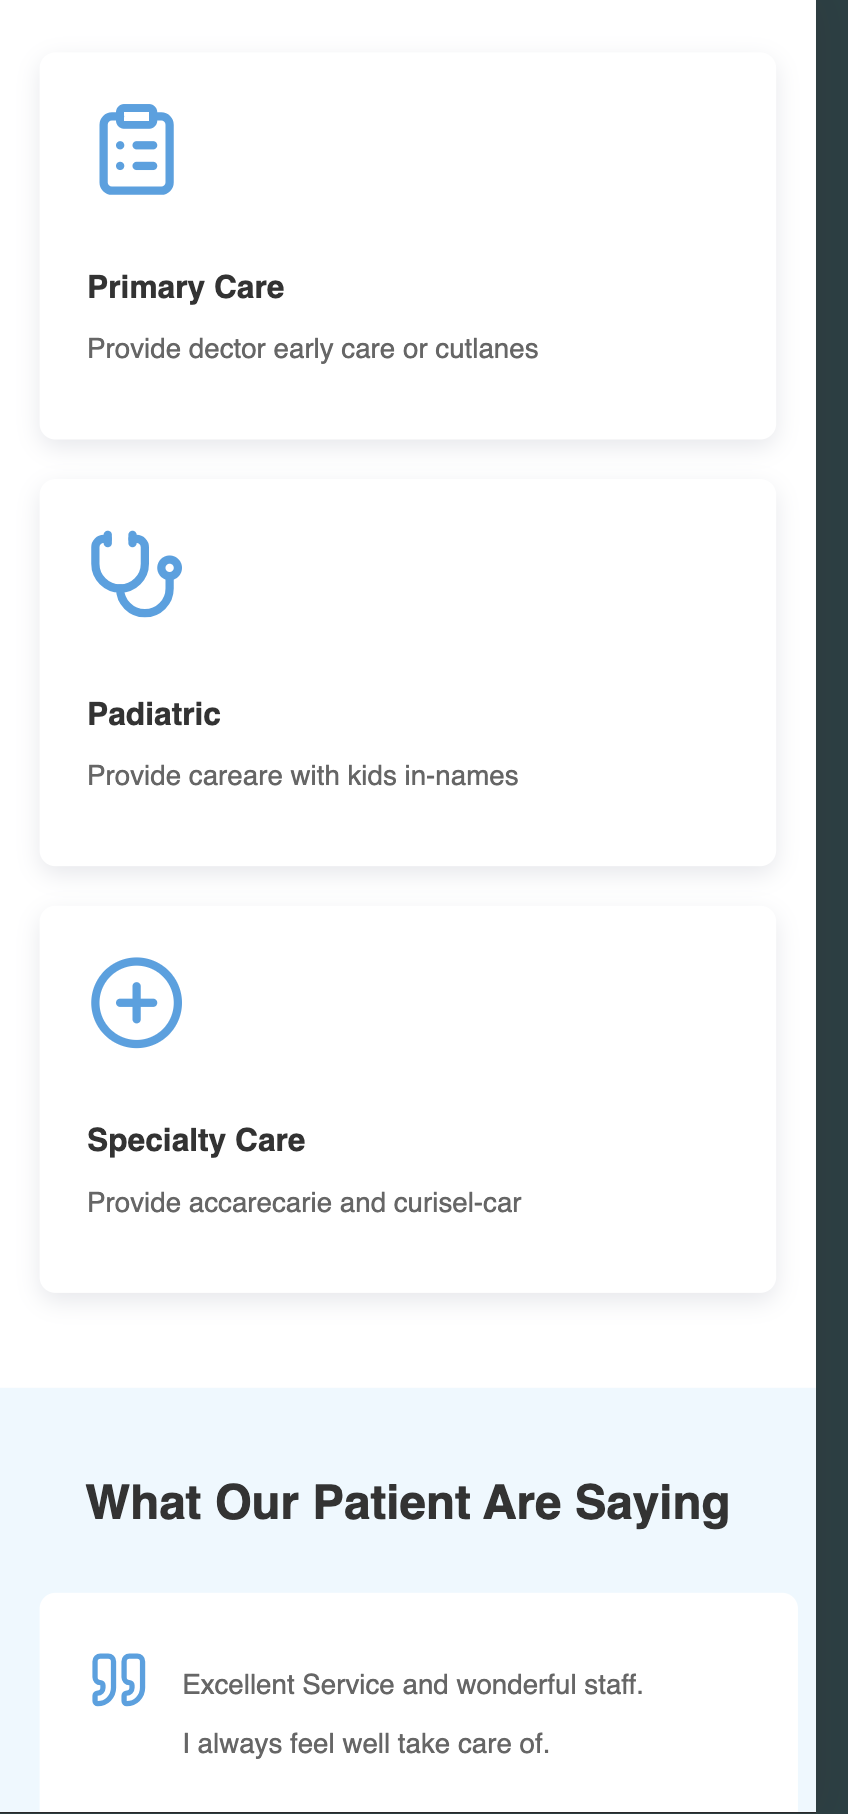 Primary Care
Provide dector early care or cutlanes
Padiatric
Provide careare with kids in-names
Specialty Care
Provide accarecarie and curisel-car
What Our Patient Are Saying
Excellent Service and wonderful staff.
I always feel well take care of.